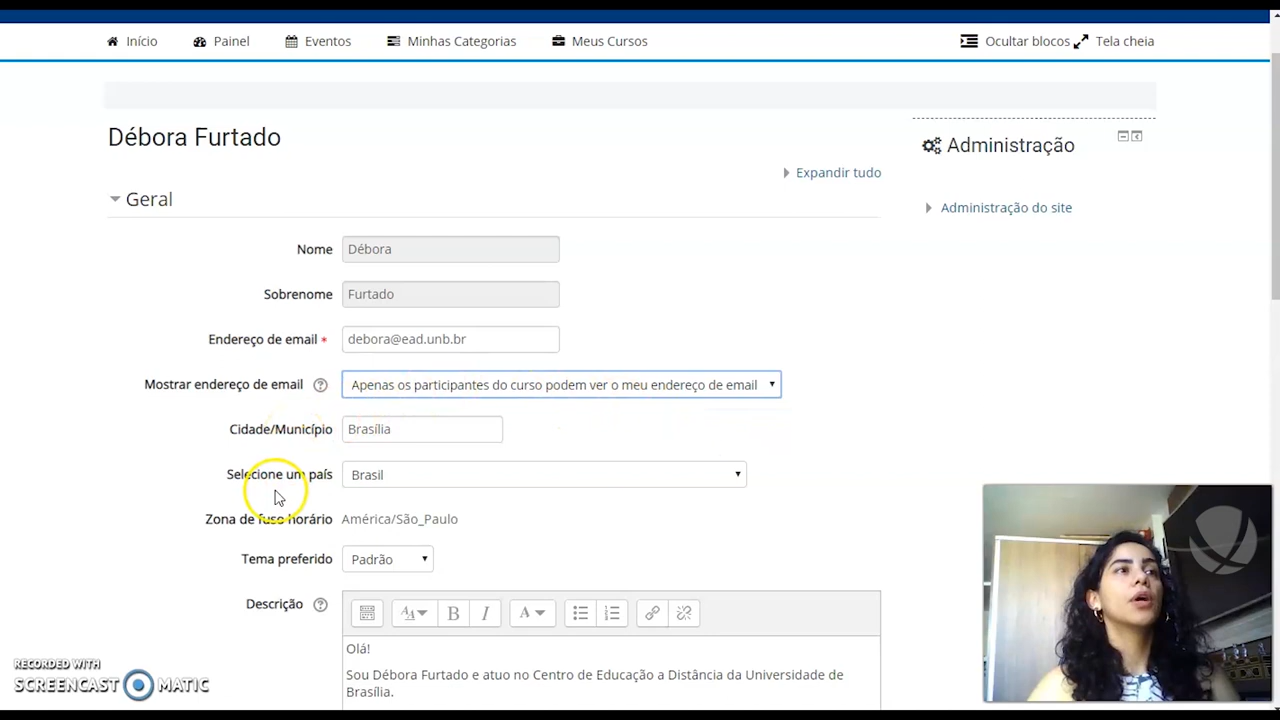 Início Painel Eventos Minhas Categorias Meus Cursos Ocultar blocos Tela cheia
Débora Furtado
Administração
Expandir tudo
Geral
Administração do site
Nome Débora
Sobrenome Furtado
Endereço de email * debora@ead.unb.br
Mostrar endereço de email Apenas os participantes do curso podem ver o meu endereço de email
Cidade/Município Brasília
Selecione um país Brasil
Zona de fuso horário América/São_Paulo
Tema preferido Padrão
Descrição
B I A
Olá!
Sou Débora Furtado e atuo no Centro de Educação a Distância da Universidade de
Brasília.
RECORDED WITH
SCREENCAST MATIC